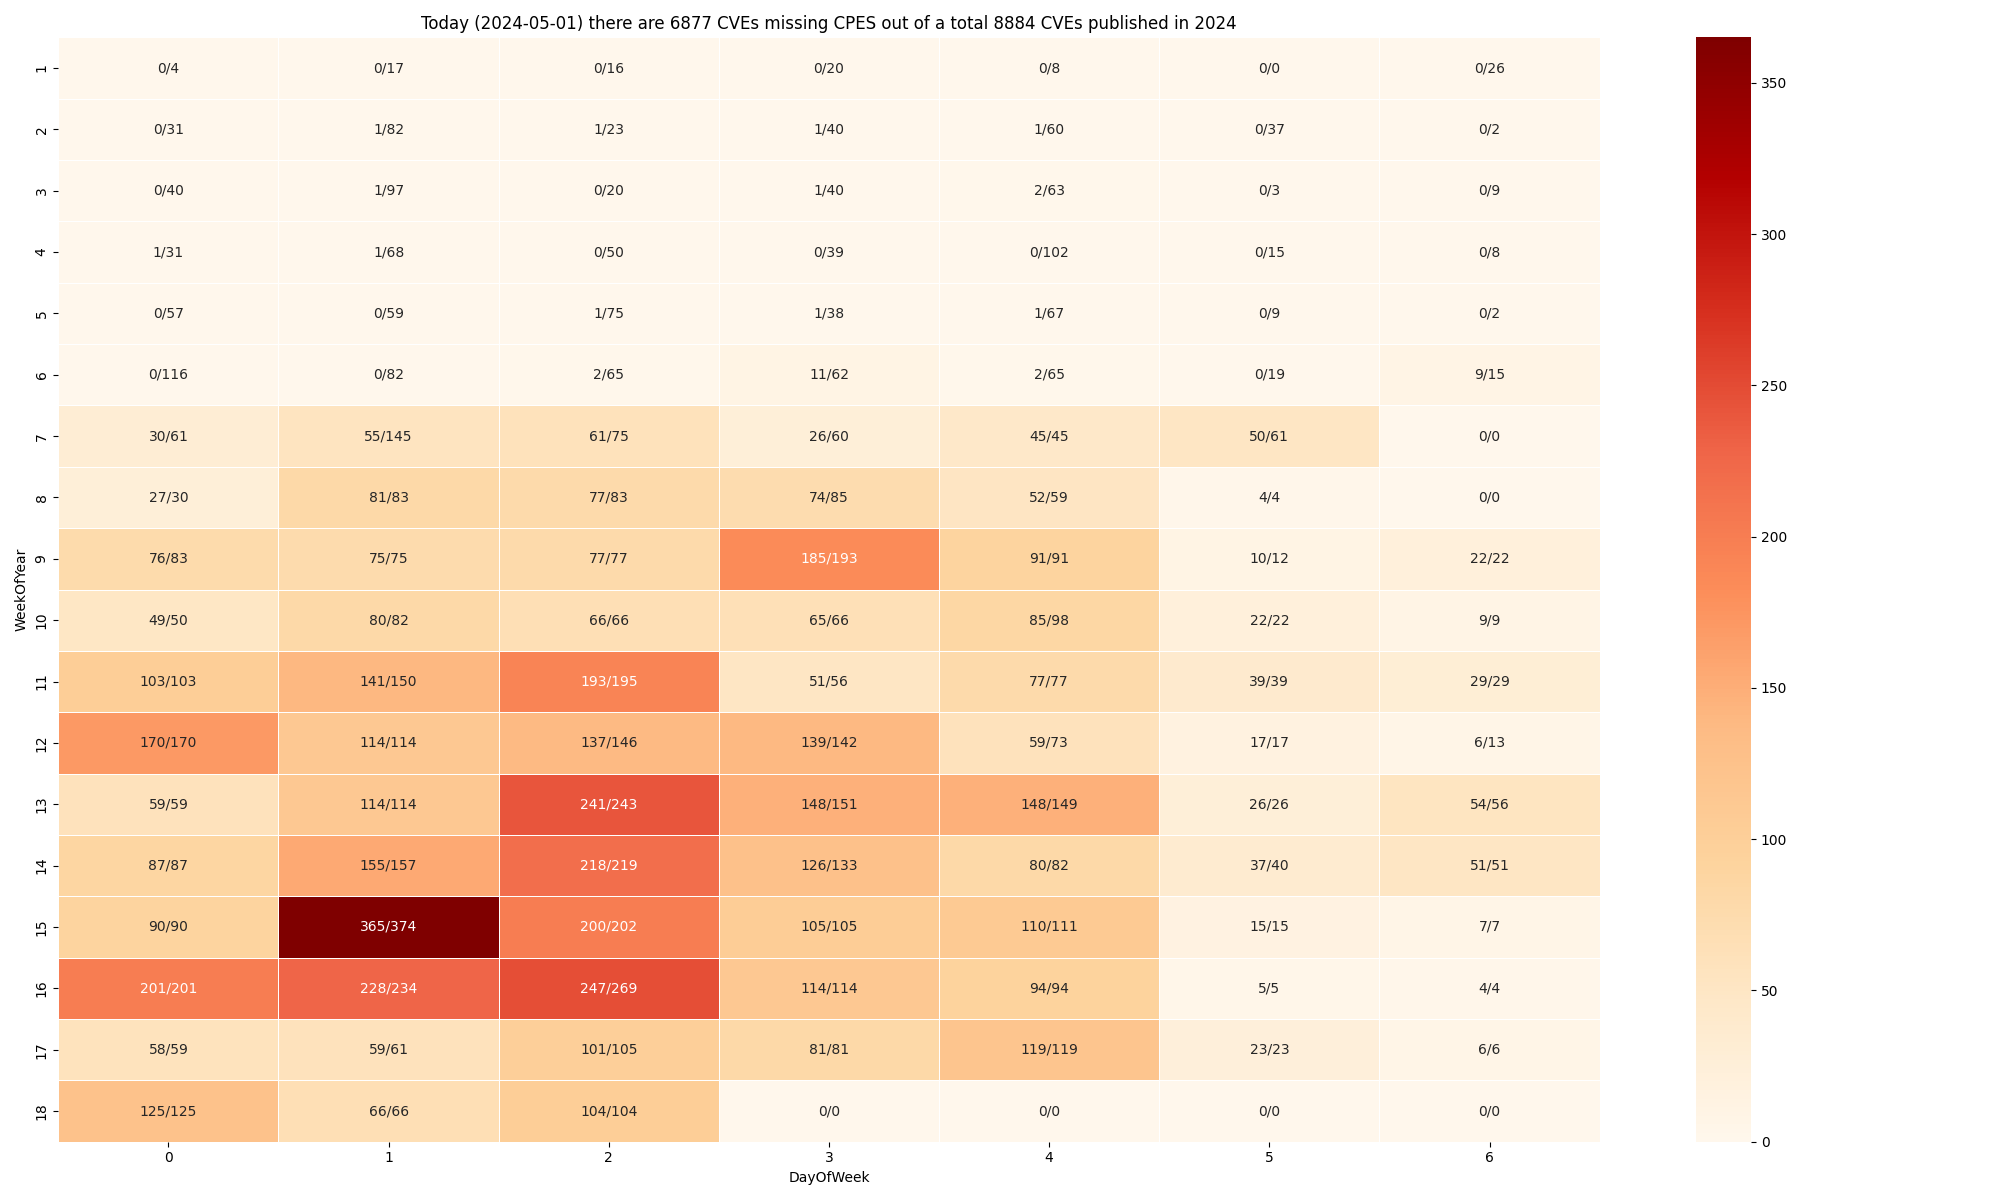 Today (2024-05-01) there are 6877 CVEs missing CPES out of a total 8884 CVEs published in 2024
WeekOfYear
1 0/4 0/17 0/16 0/20 0/8 0/0 0/26
2 0/31 1/82 1/23 1/40 1/60 0/37 0/2
3 0/40 1/97 0/20 1/40 2/63 0/3 0/9
4 1/31 1/68 0/50 0/39 0/102 0/15 0/8
5 0/57 0/59 1/75 1/38 1/67 0/9 0/2
6 0/116 0/82 2/65 11/62 2/65 0/19 9/15
7 30/61 55/145 61/75 26/60 45/45 50/61 0/0
8 27/30 81/83 77/83 74/85 52/59 4/4 0/0
9 76/83 75/75 77/77 185/193 91/91 10/12 22/22
10 49/50 80/82 66/66 65/66 85/98 22/22 9/9
11 103/103 141/150 193/195 51/56 77/77 39/39 29/29
12 170/170 114/114 137/146 139/142 59/73 17/17 6/13
13 59/59 114/114 241/243 148/151 148/149 26/26 54/56
14 87/87 155/157 218/219 126/133 80/82 37/40 51/51
15 90/90 365/374 200/202 105/105 110/111 15/15 7/7
16 201/201 228/234 247/269 114/114 94/94 5/5 4/4
17 58/59 59/61 101/105 81/81 119/119 23/23 6/6
18 125/125 66/66 104/104 0/0 0/0 0/0 0/0
0 1 2 3 4 5 6
DayOfWeek
350
300
250
200
150
100
50
0